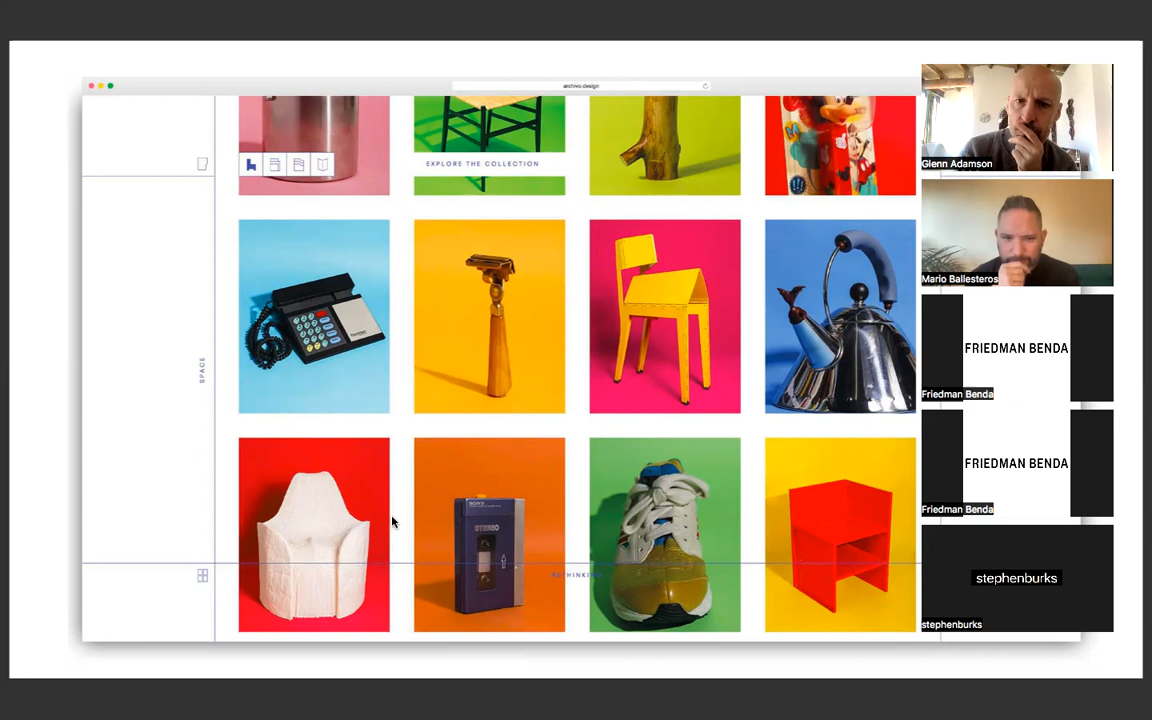 archivo.design
EXPLORE THE COLLECTION
SPACE
SONY
STEREO
Glenn Adamson
Mario Ballesteros
FRIEDMAN BENDA
Friedman Benda
FRIEDMAN BENDA
Friedman Benda
stephenburks
stephenburks